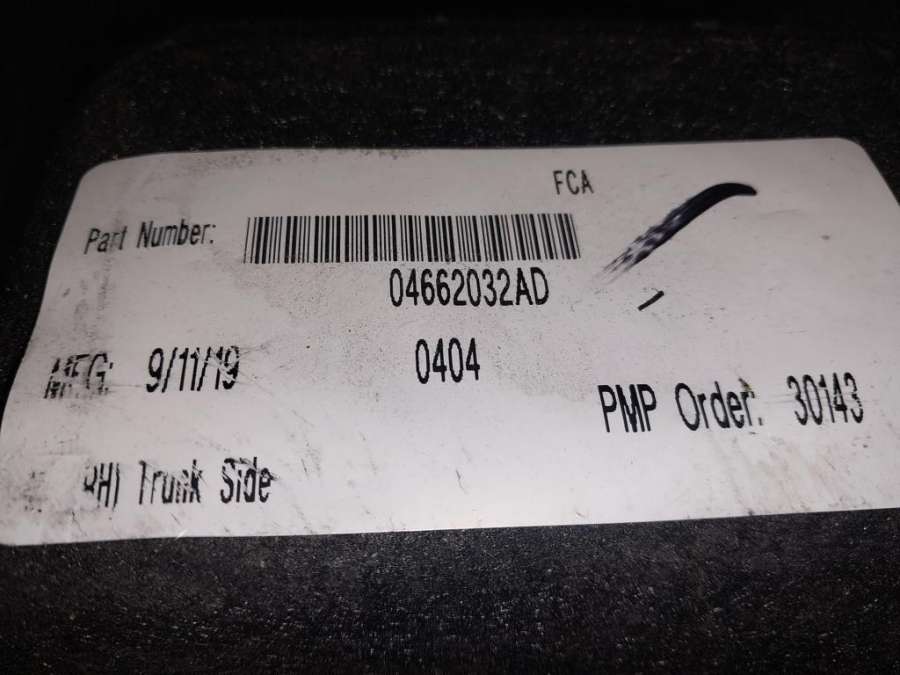 FCA
Part Number:
04662032AD
MFG: 9/11/19 0404
PMP Order: 30143
Trunk Side